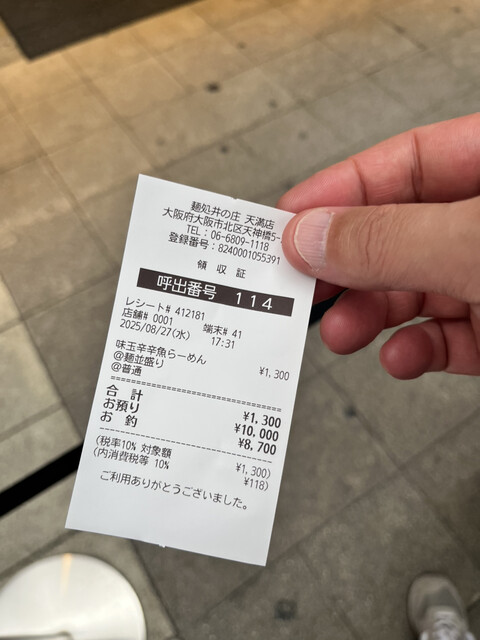 麺処井の庄 天満店
大阪府大阪市北区天神橋5-
TEL：06-6809-1118
登録番号：8240001055391
領 収 証
呼出番号 114
レシート# 412181
店舗# 0001 端末# 41
2025/08/27(水) 17:31
味玉辛辛魚らーめん ¥1,300
@麺並盛り
@普通
合 計 ¥1,300
お預り ¥10,000
お 釣 ¥8,700
(税率10% 対象額 ¥1,300)
(内消費税等 10% ¥118)
ご利用ありがとうございました。